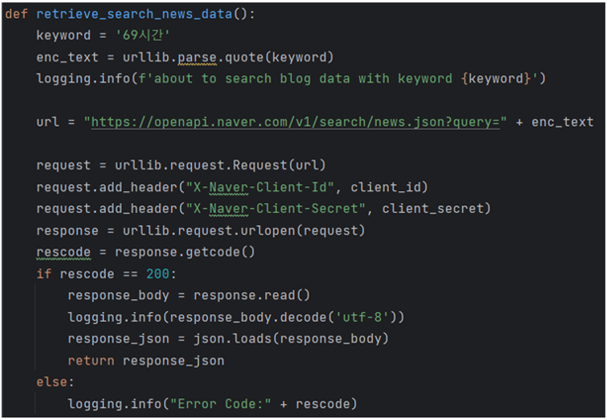 def retrieve_search_news_data():
    keyword = '69시간'
    enc_text = urllib.parse.quote(keyword)
    logging.info(f'about to search blog data with keyword {keyword}')

    url = "https://openapi.naver.com/v1/search/news.json?query=" + enc_text

    request = urllib.request.Request(url)
    request.add_header("X-Naver-Client-Id", client_id)
    request.add_header("X-Naver-Client-Secret", client_secret)
    response = urllib.request.urlopen(request)
    rescode = response.getcode()
    if rescode == 200:
        response_body = response.read()
        logging.info(response_body.decode('utf-8'))
        response_json = json.loads(response_body)
        return response_json
    else:
        logging.info("Error Code:" + rescode)